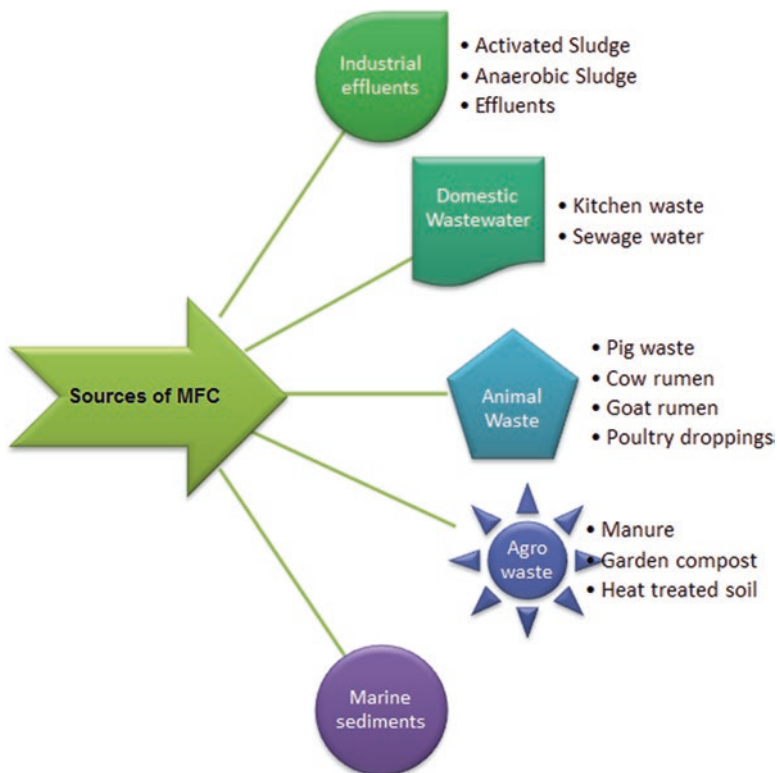 Industrial
effluents
• Activated Sludge
• Anaerobic Sludge
• Effluents
Domestic
Wastewater
• Kitchen waste
• Sewage water
Sources of MFC
Animal
Waste
• Pig waste
• Cow rumen
• Goat rumen
• Poultry droppings
Agro
waste
• Manure
• Garden compost
• Heat treated soil
Marine
sediments